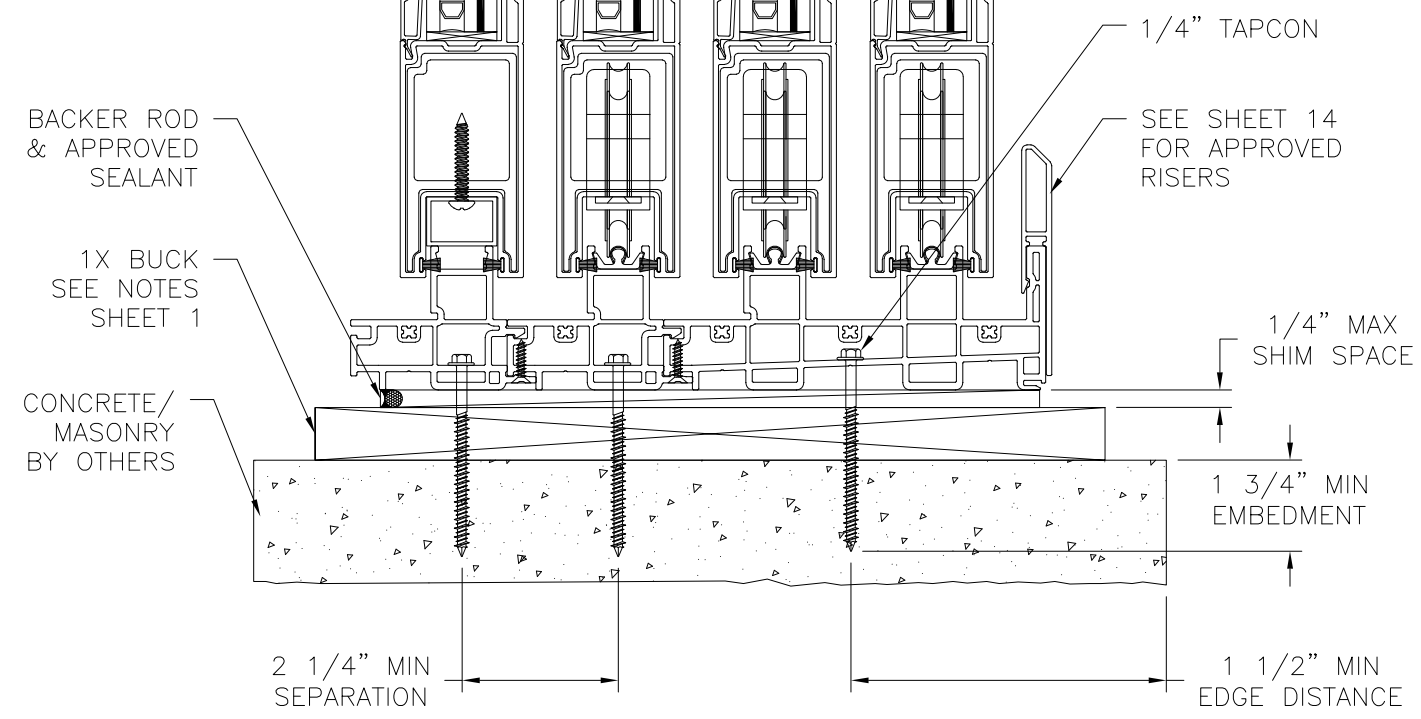 1/4” TAPCON
BACKER ROD
& APPROVED
SEALANT
SEE SHEET 14
FOR APPROVED
RISERS
1X BUCK
SEE NOTES
SHEET 1
1/4” MAX
SHIM SPACE
CONCRETE/
MASONRY
BY OTHERS
1 3/4” MIN
EMBEDMENT
2 1/4” MIN
SEPARATION
1 1/2” MIN
EDGE DISTANCE